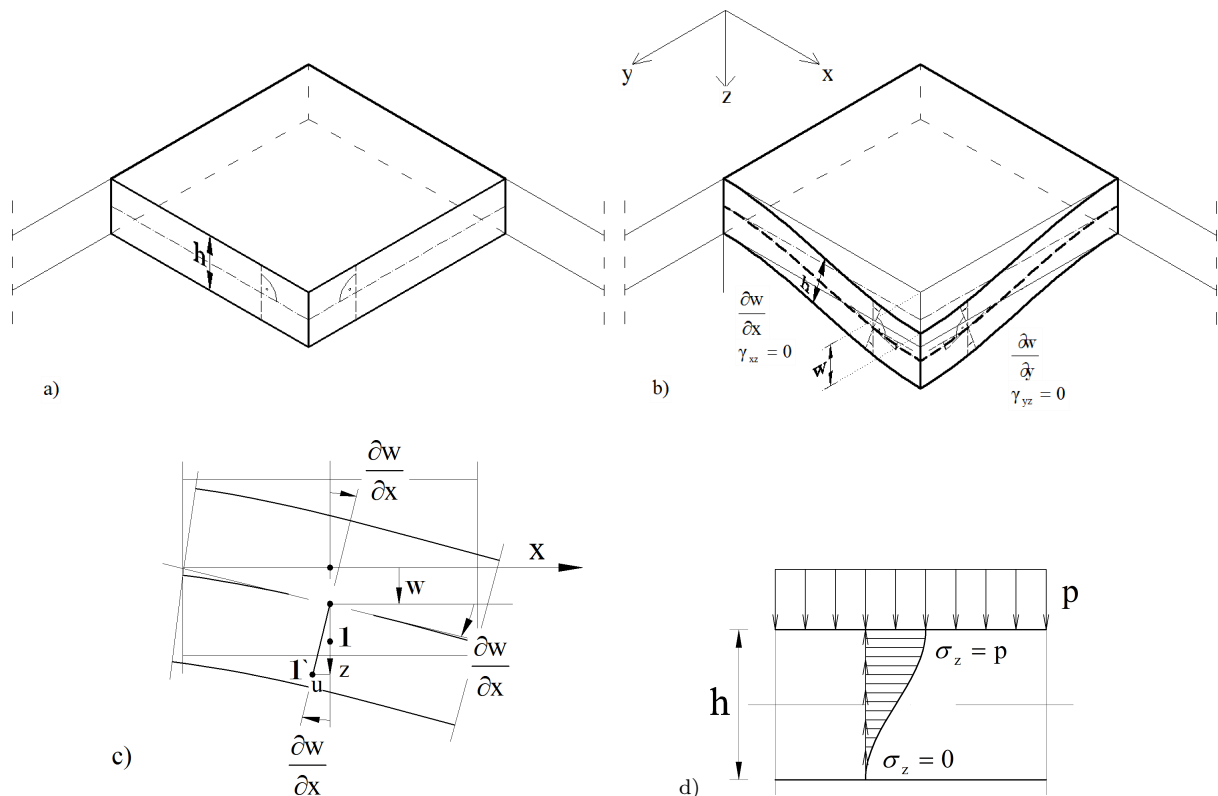 y
x
z
h
h
∂w
∂x
γxz = 0
w
∂w
∂y
γyz = 0
a)
b)
∂w
∂x
x
w
1
1`
z
u
∂w
∂x
∂w
∂x
c)
p
σz = p
h
σz = 0
d)